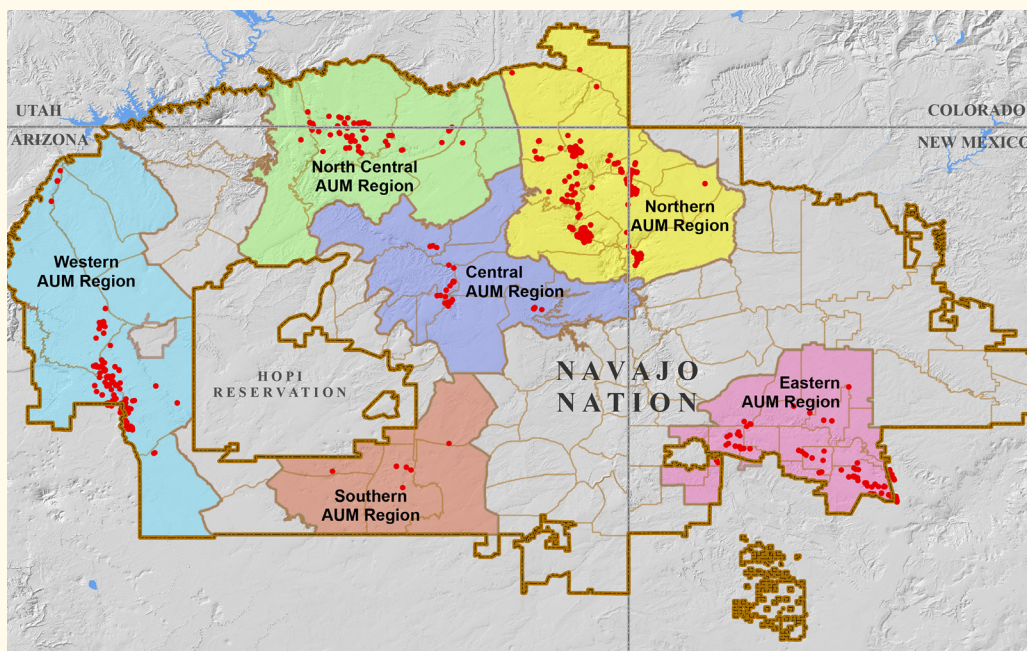 UTAH
ARIZONA
COLORADO
NEW MEXICO
North Central
AUM Region
Northern
AUM Region
Western
AUM Region
Central
AUM Region
HOPI
RESERVATION
NAVAJO
NATION
Eastern
AUM Region
Southern
AUM Region